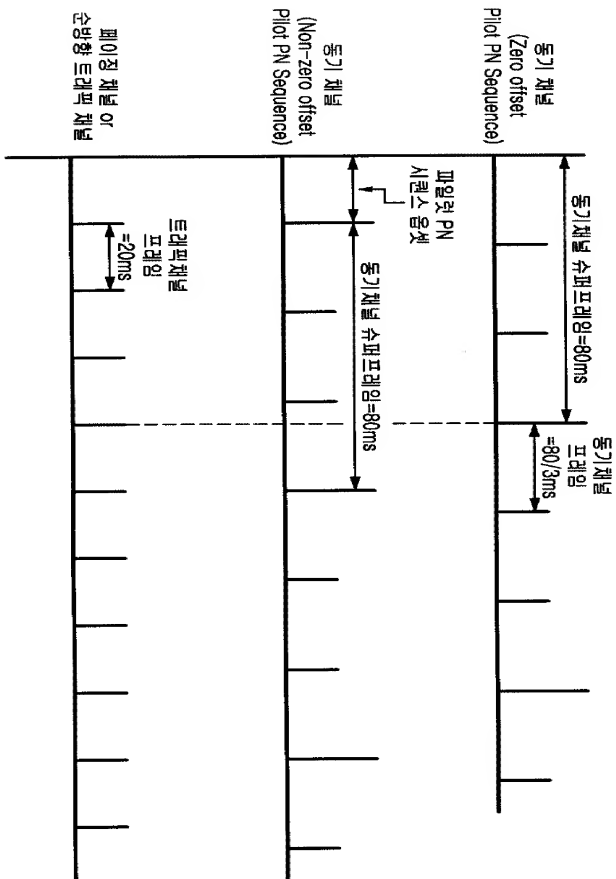 동기 채널
(Zero offset
Pilot PN Sequence)
동기채널 슈퍼프레임=80ms
동기채널
프레임
=80/3ms
동기 채널
(Non-zero offset
Pilot PN Sequence)
파일럿 PN
시퀀스 옵셋
동기채널 슈퍼프레임=80ms
페이징 채널 or
순방향 트래픽 채널
트래픽채널
프레임
=20ms